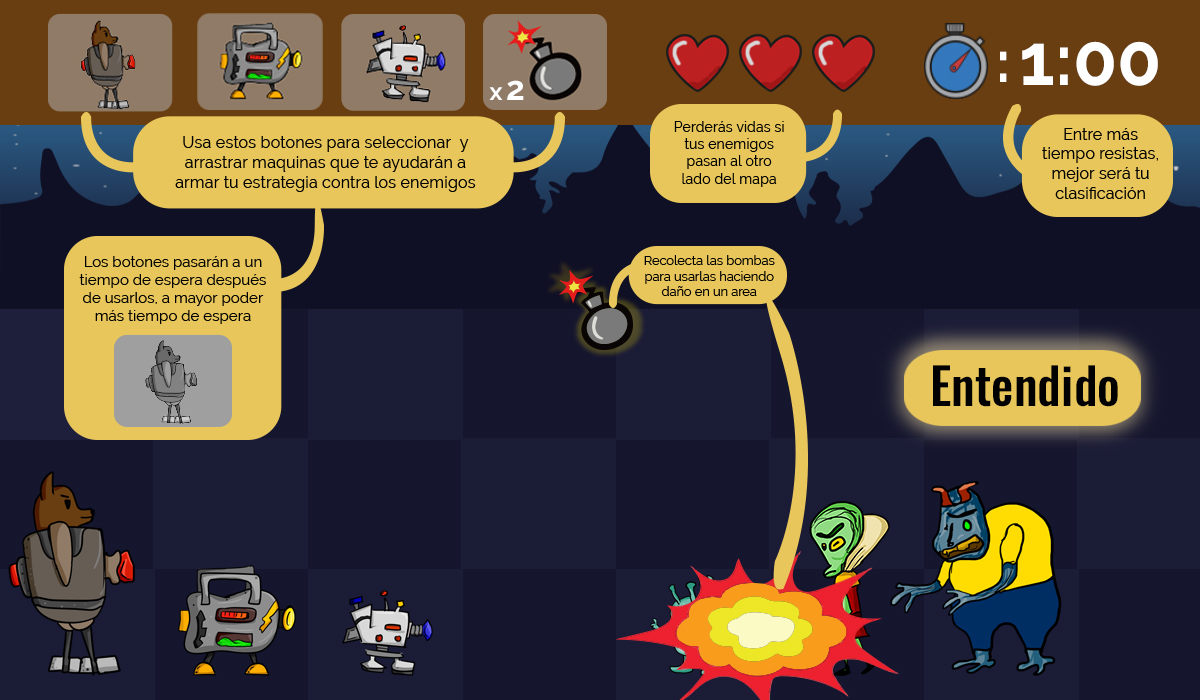 x2
:1:00
Usa estos botones para seleccionar y
arrastrar maquinas que te ayudarán a
armar tu estrategia contra los enemigos
Perderás vidas si
tus enemigos
pasan al otro
lado del mapa
Entre más
tiempo resistas,
mejor será tu
clasificación
Los botones pasarán a un
tiempo de espera después
de usarlos, a mayor poder
más tiempo de espera
Recolecta las bombas
para usarlas haciendo
daño en un area
Entendido